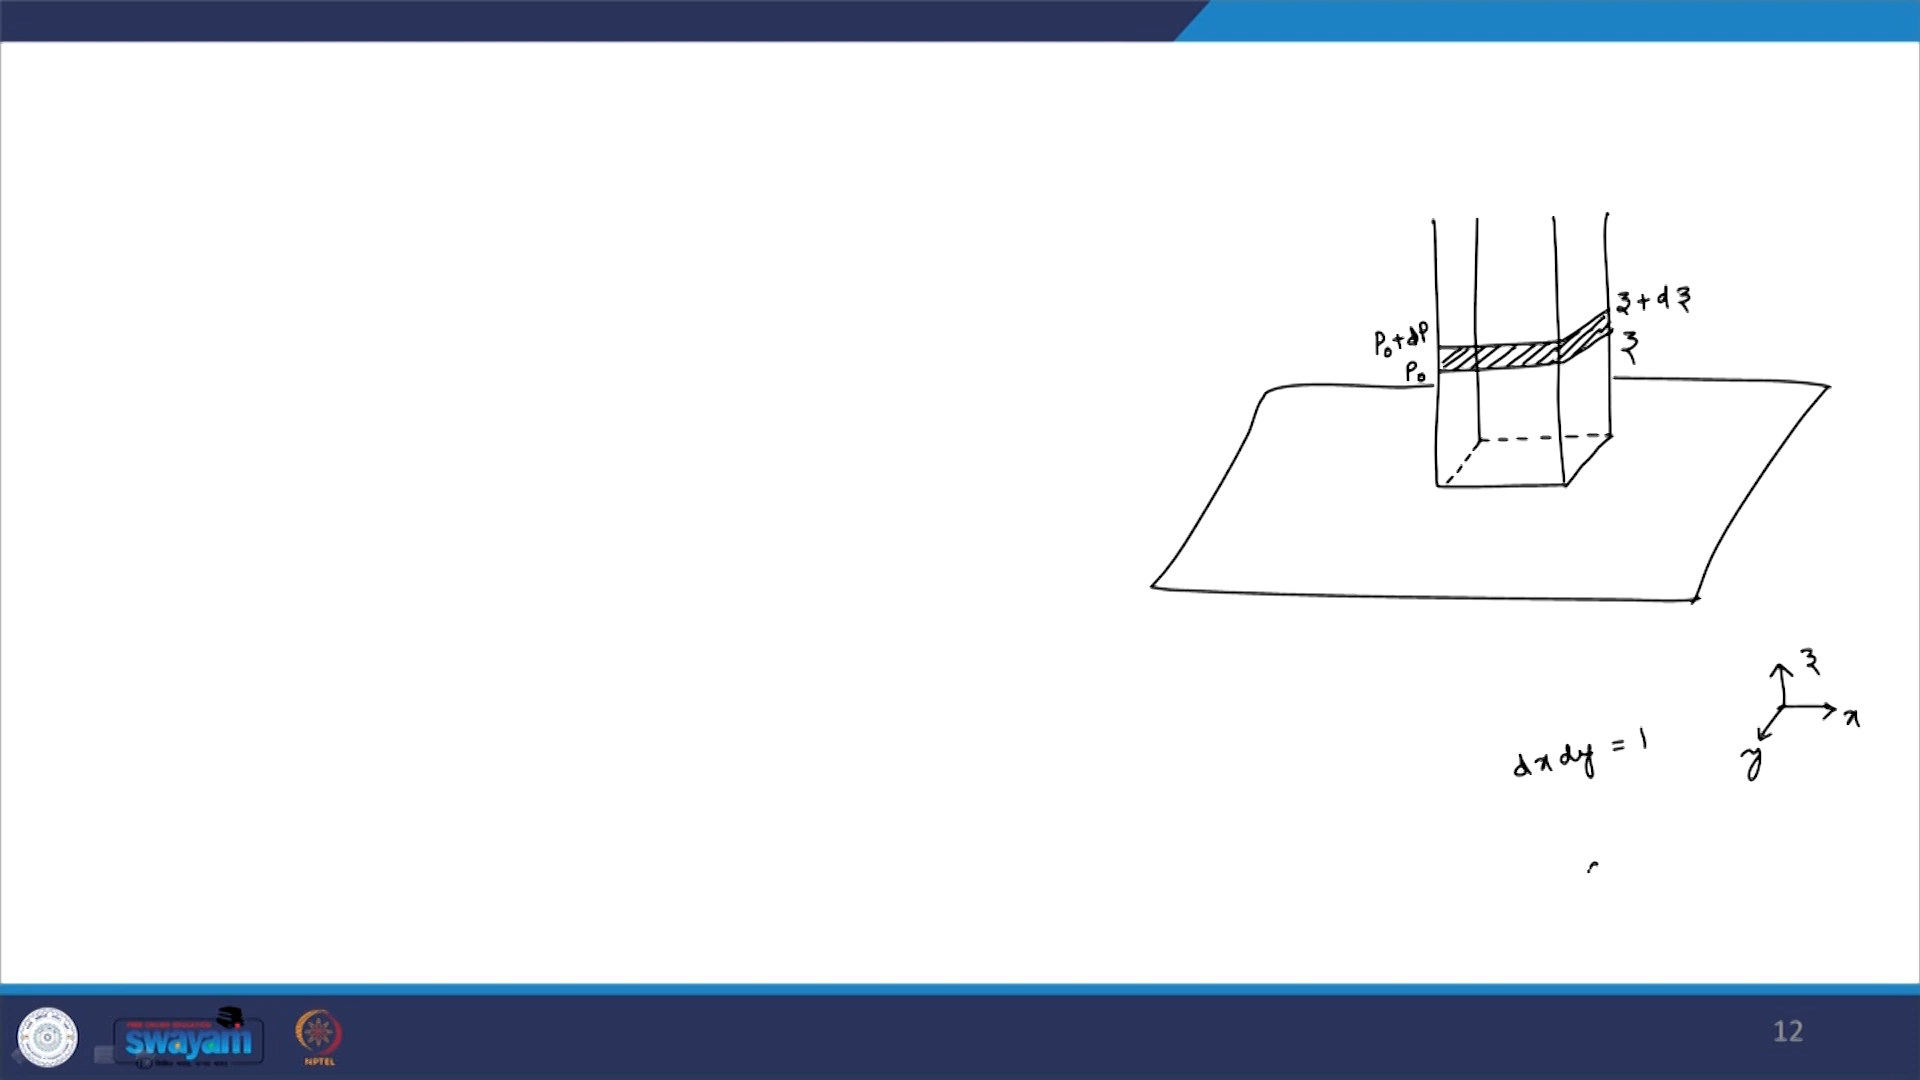 z + dz
P₀ + dP
z
P₀
z
x
y
dx dy = 1
swayam
NPTEL
12